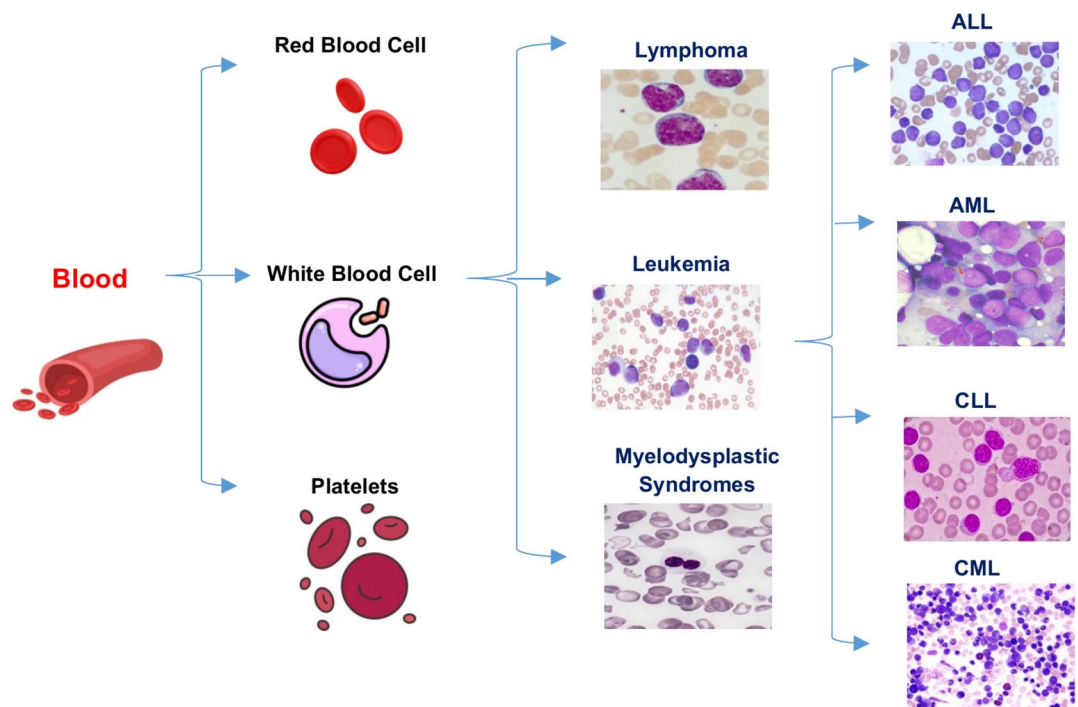 Blood
Red Blood Cell
White Blood Cell
Platelets
Lymphoma
Leukemia
Myelodysplastic
Syndromes
ALL
AML
CLL
CML